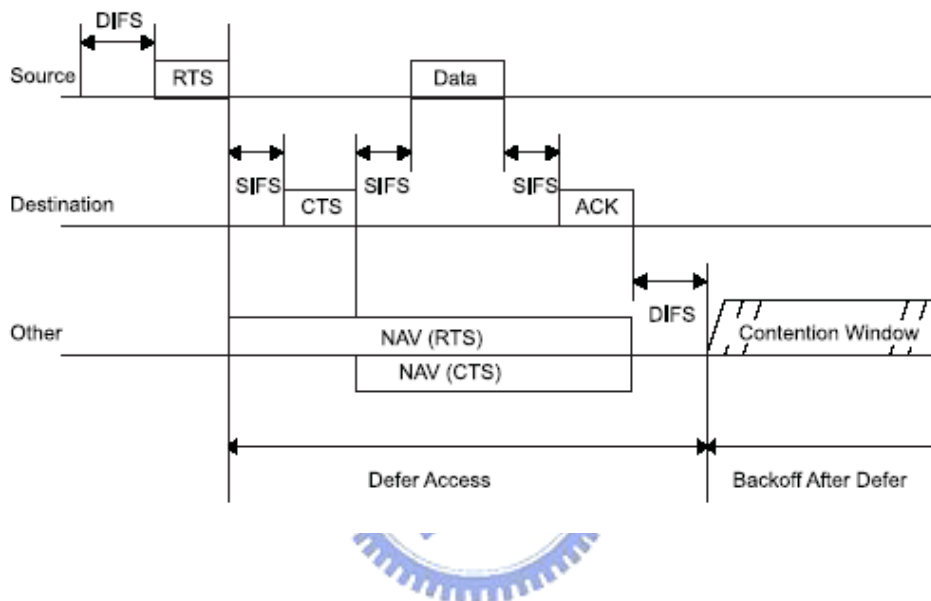 DIFS
Source
RTS
Data
SIFS
SIFS
SIFS
Destination
CTS
ACK
DIFS
Other
NAV (RTS)
Contention Window
NAV (CTS)
Defer Access
Backoff After Defer